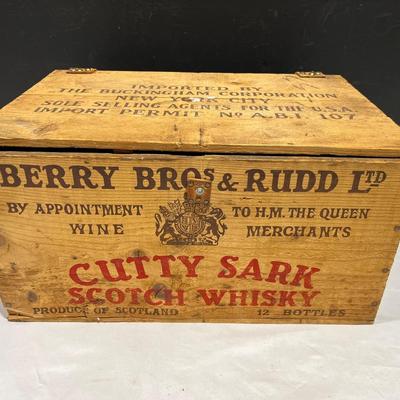 IMPORTED BY
THE BUCKINGHAM CORPORATION
NEW YORK CITY
SOLE SELLING AGENTS FOR THE U.S.A.
IMPORT PERMIT No A.B.I. 107
BERRY BROS & RUDD LTD
BY APPOINTMENT TO H.M. THE QUEEN
WINE MERCHANTS
CUTTY SARK
SCOTCH WHISKY
PRODUCE OF SCOTLAND 12 BOTTLES